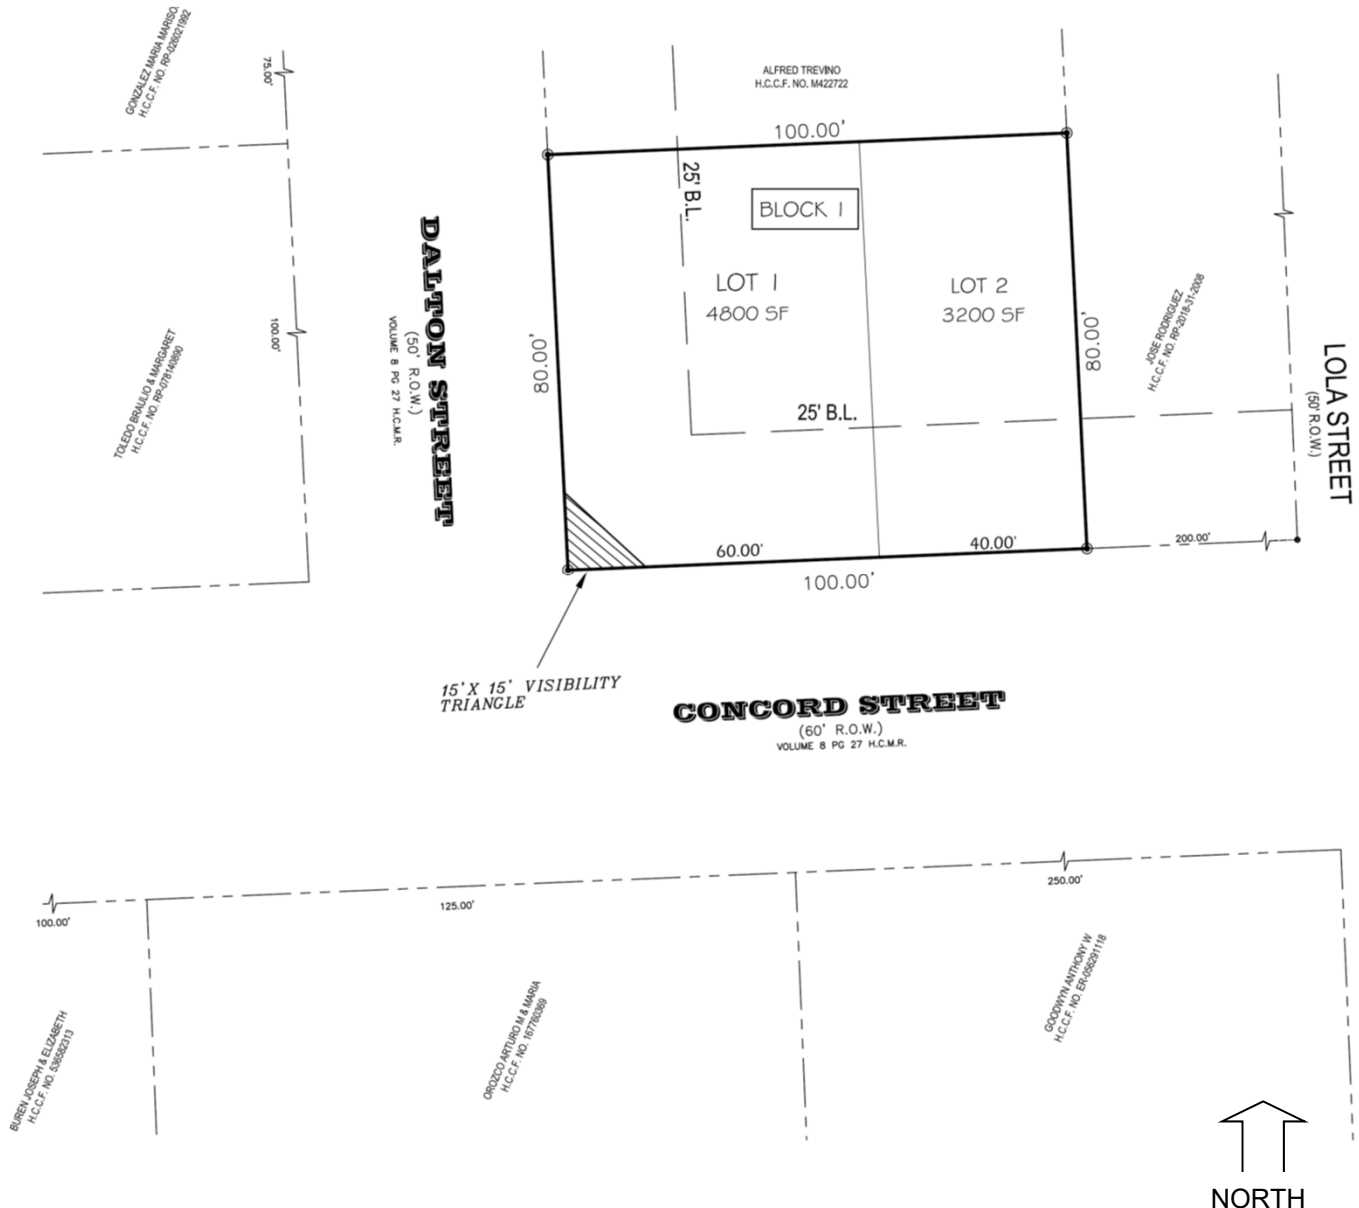 GONZALEZ MARIA MARISOL
H.C.C.F. NO. RP-026021992
75.00'
ALFRED TREVINO
H.C.C.F. NO. M422722
100.00'
25' B.L.
BLOCK 1
LOT 1
4800 SF
LOT 2
3200 SF
DALTON STREET
(50' R.O.W.)
VOLUME 8 PG 27 H.C.M.R.
100.00'
TOLEDO BRAULIO & MARGARET
H.C.C.F. NO. RP-078140890
80.00'
80.00'
JOSE RODRIGUEZ
H.C.C.F. NO. RP-2018-31-2008
LOLA STREET
(50' R.O.W.)
25' B.L.
60.00'
40.00'
200.00'
100.00'
15'X 15' VISIBILITY
TRIANGLE
CONCORD STREET
(60' R.O.W.)
VOLUME 8 PG 27 H.C.M.R.
100.00'
125.00'
250.00'
BUREN JOSEPH & ELIZABETH
H.C.C.F. NO. 536582313
OROZCO ARTURO M & MARIA
H.C.C.F. NO. 167760369
GOODWYN ANTHONY W
H.C.C.F. NO. ER-056291118
NORTH